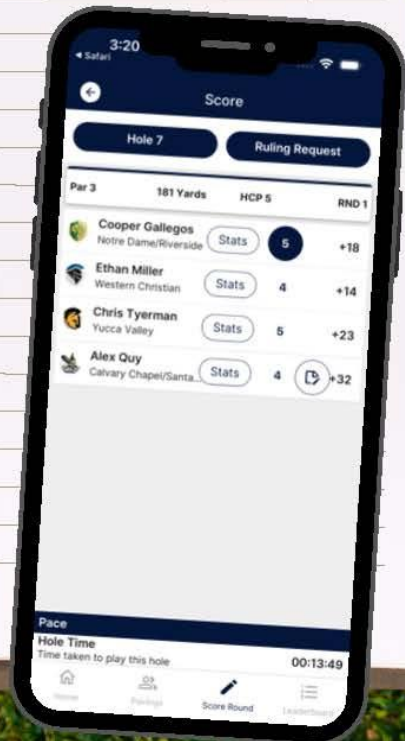 3:20
Safari
Score
Hole 7 Ruling Request
Par 3 181 Yards HCP 5 RND 1
Cooper Gallegos
Notre Dame/Riverside Stats 5 +18
Ethan Miller
Western Christian Stats 4 +14
Chris Tyerman
Yucca Valley Stats 5 +23
Alex Quy
Calvary Chapel/Santa... Stats 4 +32
Pace
Hole Time
Time taken to play this hole 00:13:49
Home Pairings Score Round Leaderboard